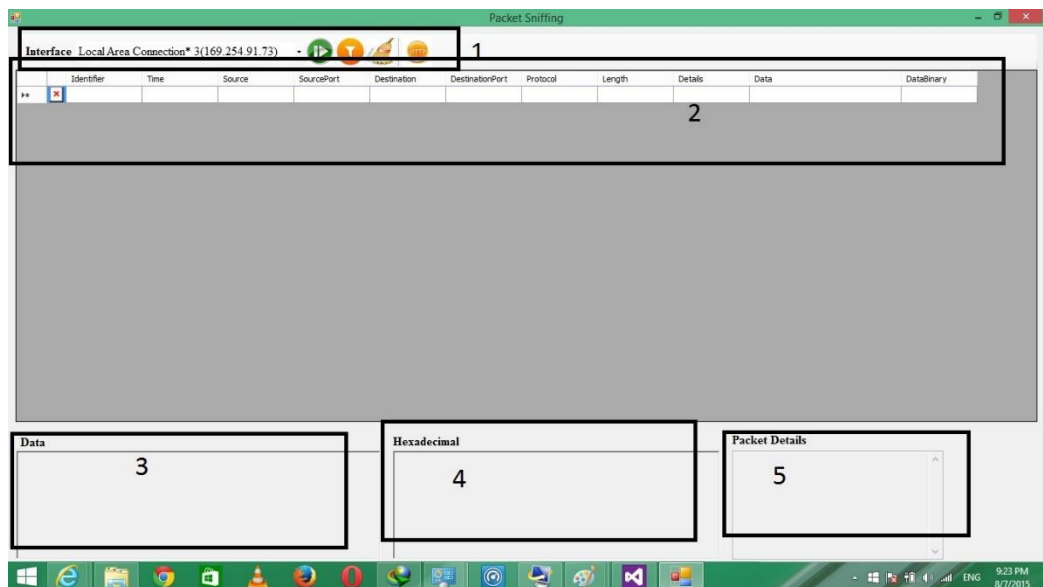 Packet Sniffing
Interface Local Area Connection* 3(169.254.91.73)
1
Identifier Time Source SourcePort Destination DestinationPort Protocol Length Details Data DataBinary
2
Data Hexadecimal Packet Details
3 4 5
ENG 9:23 PM
8/7/2015